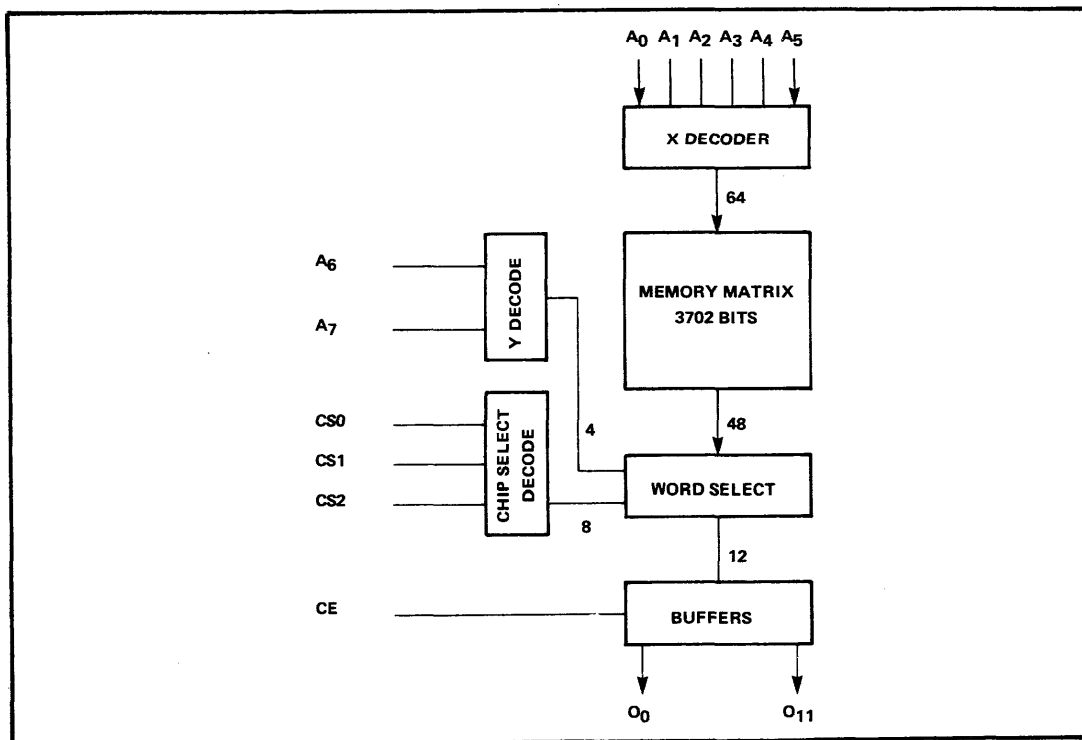 A0 A1 A2 A3 A4 A5
X DECODER
64
MEMORY MATRIX
3702 BITS
A6
A7
Y DECODE
48
4
CS0
CS1
CS2
CHIP SELECT
DECODE
8
WORD SELECT
12
CE
BUFFERS
O0 O11